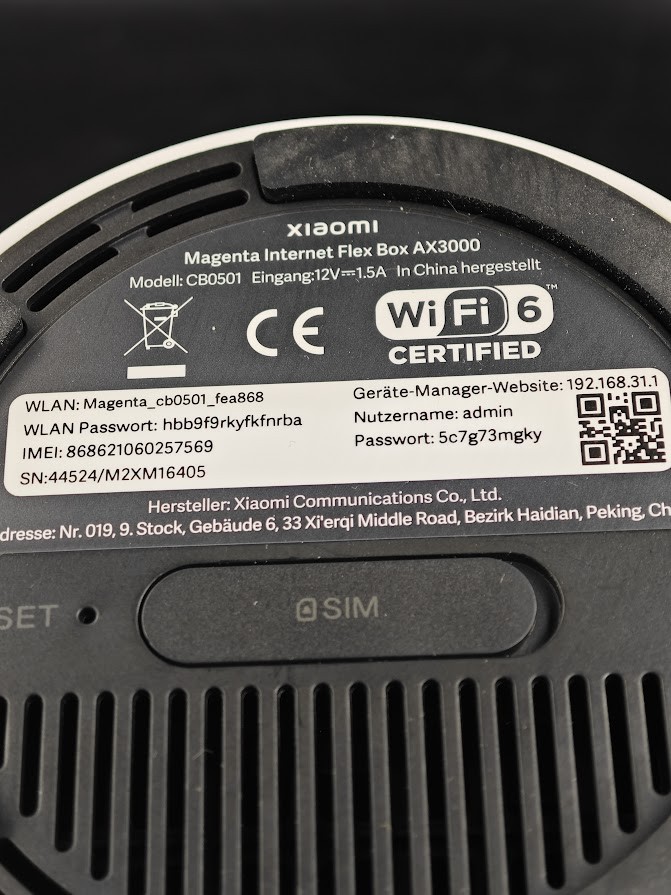 xiaomi
Magenta Internet Flex Box AX3000
Modell: CB0501 Eingang:12V⎓1.5A In China hergestellt
CE
Wi Fi 6™
CERTIFIED
WLAN: Magenta_cb0501_fea868
WLAN Passwort: hbb9f9rkyfkfnrba
IMEI: 868621060257569
SN:44524/M2XM16405
Geräte-Manager-Website: 192.168.31.1
Nutzername: admin
Passwort: 5c7g73mgky
Hersteller: Xiaomi Communications Co., Ltd.
dresse: Nr. 019, 9. Stock, Gebäude 6, 33 Xi'erqi Middle Road, Bezirk Haidian, Peking, Ch
SET
SIM